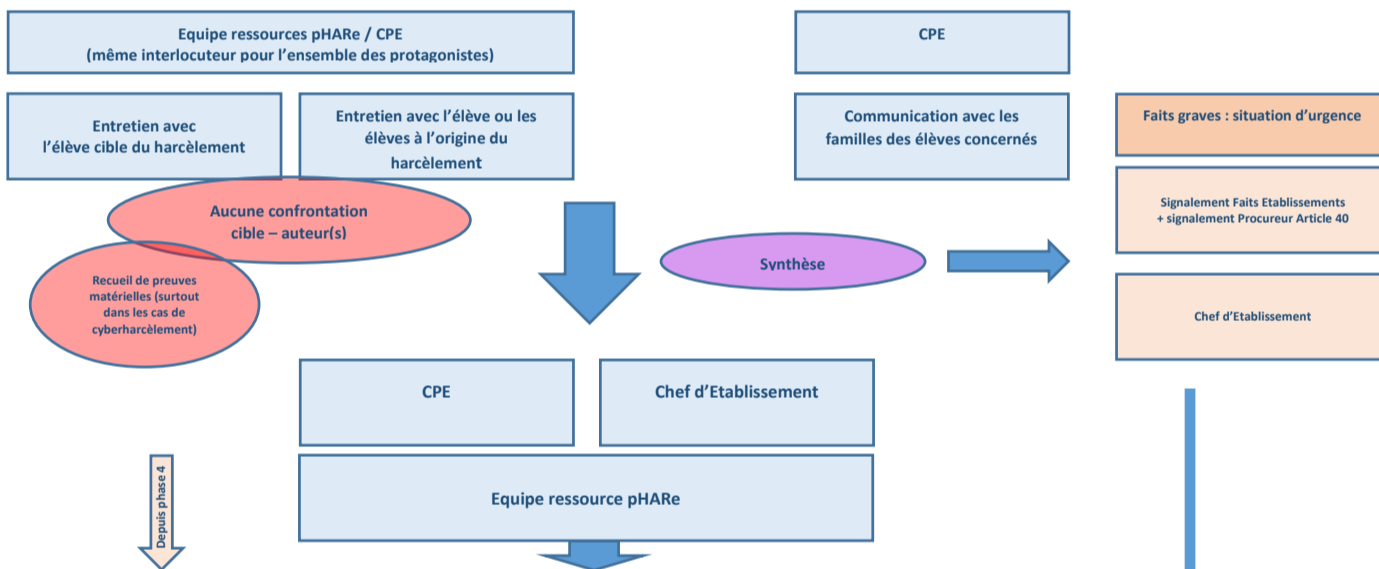 Equipe ressources pHARe / CPE
(même interlocuteur pour l'ensemble des protagonistes)
CPE
Entretien avec
l'élève cible du harcèlement
Entretien avec l'élève ou les
élèves à l'origine du
harcèlement
Communication avec les
familles des élèves concernés
Faits graves : situation d'urgence
Aucune confrontation
cible – auteur(s)
Signalement Faits Etablissements
+ signalement Procureur Article 40
Recueil de preuves
matérielles (surtout
dans les cas de
cyberharcèlement)
Synthèse
Chef d'Etablissement
CPE
Chef d'Etablissement
Depuis phase 4
Equipe ressource pHARe